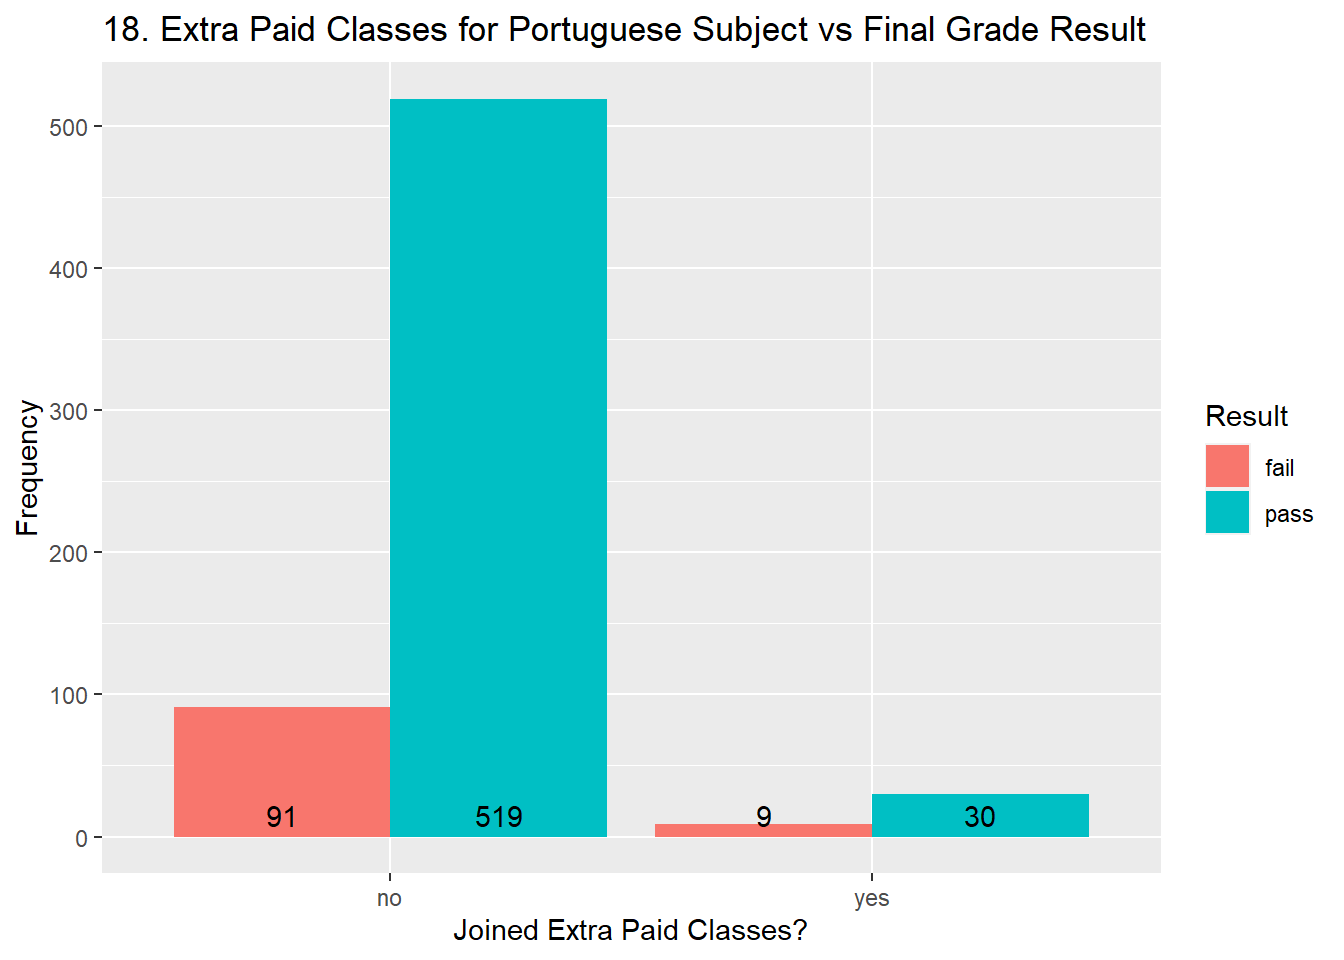 18. Extra Paid Classes for Portuguese Subject vs Final Grade Result
Frequency
500
400
300
200
100
0
91
519
9
30
no
yes
Joined Extra Paid Classes?
Result
fail
pass